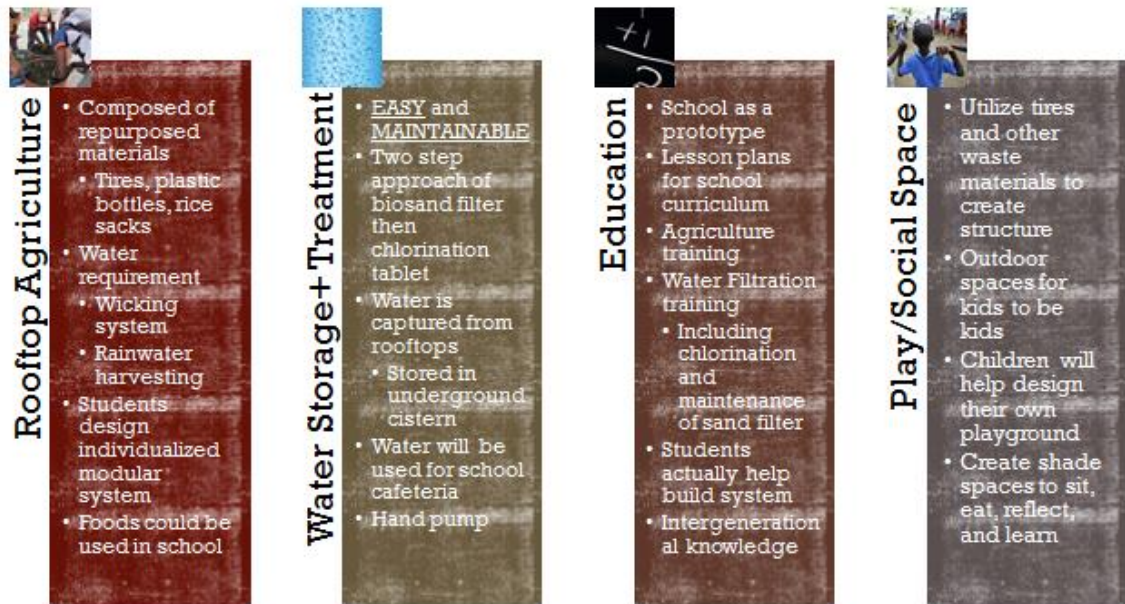 Rooftop Agriculture
• Composed of
repurposed
materials
• Tires, plastic
bottles, rice
sacks
• Water
requirement
• Wicking
system
• Rainwater
harvesting
• Students
design
individualized
modular
system
• Foods could be
used in school
Water Storage+ Treatment
• EASY and
MAINTAINABLE
• Two step
approach of
biosand filter
then
chlorination
tablet
• Water is
captured from
rooftops
• Stored in
underground
cistern
• Water will be
used for school
cafeteria
• Hand pump
Education
• School as a
prototype
• Lesson plans
for school
curriculum
• Agriculture
training
• Water Filtration
training
• Including
chlorination
and
maintenance
of sand filter
• Students
actually help
build system
• Intergeneration
al knowledge
Play/Social Space
• Utilize tires
and other
waste
materials to
create
structure
• Outdoor
spaces for
kids to be
kids
• Children will
help design
their own
playground
• Create shade
spaces to sit,
eat, reflect,
and learn